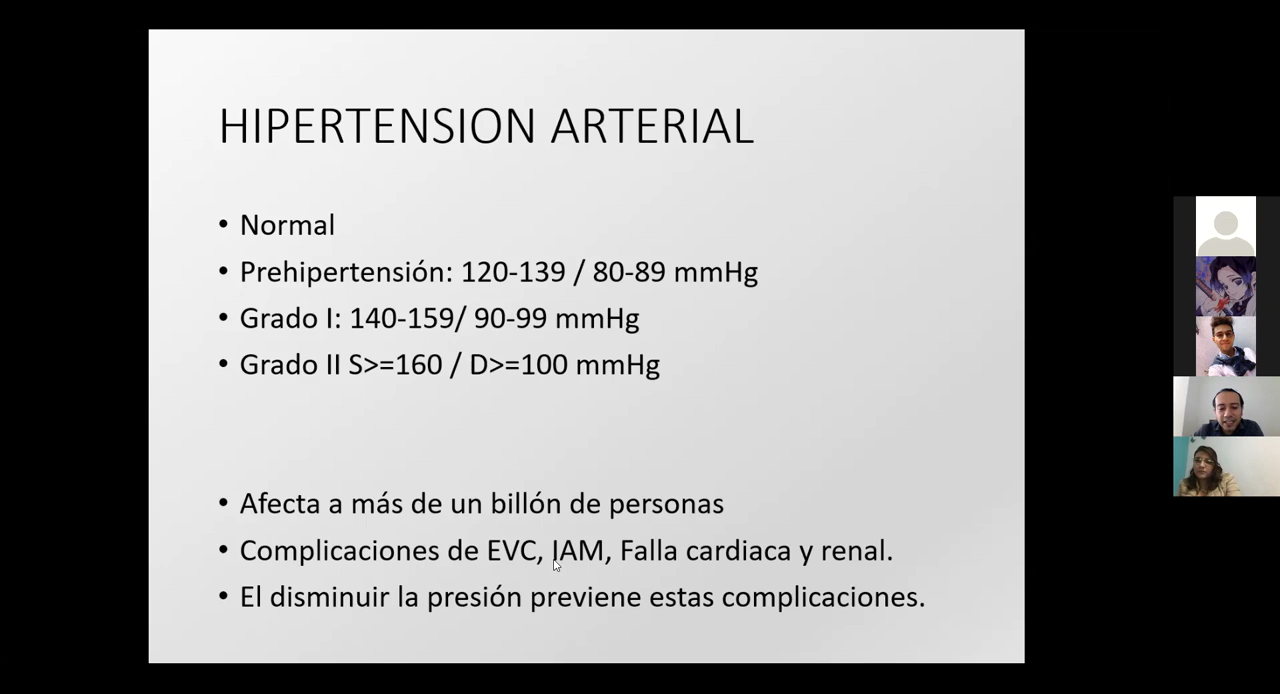 HIPERTENSION ARTERIAL
• Normal
• Prehipertensión: 120-139 / 80-89 mmHg
• Grado I: 140-159/ 90-99 mmHg
• Grado II S>=160 / D>=100 mmHg
• Afecta a más de un billón de personas
• Complicaciones de EVC, IAM, Falla cardiaca y renal.
• El disminuir la presión previene estas complicaciones.